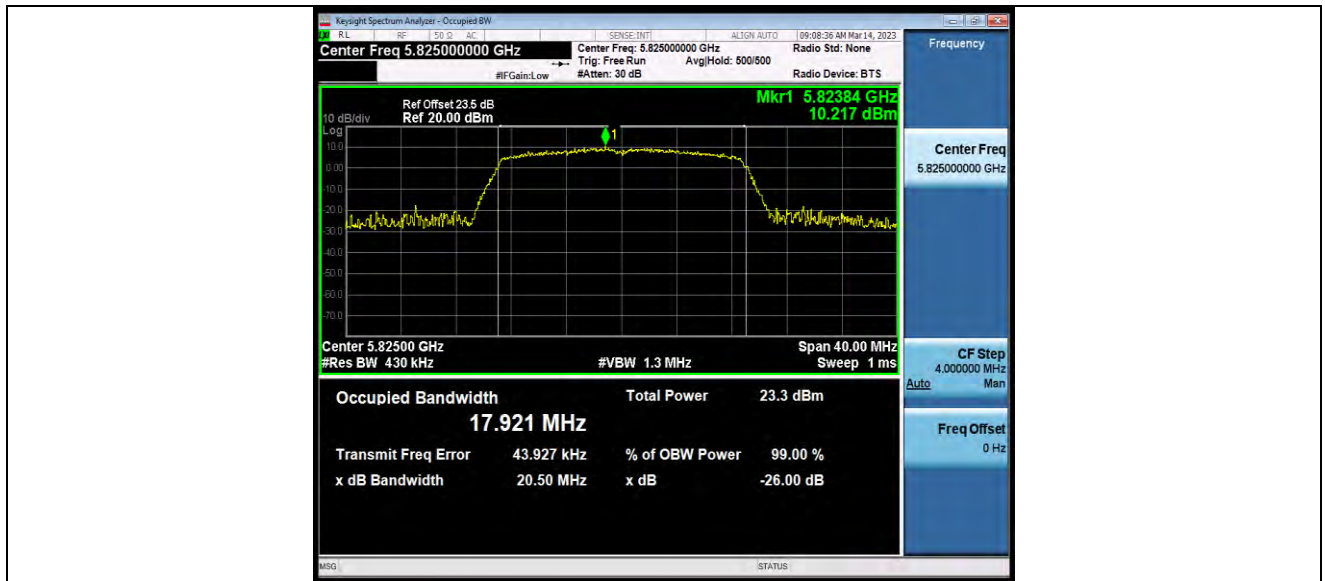 Keysight Spectrum Analyzer - Occupied BW
RL RF 50 Ω AC SENSE:INT ALIGN AUTO 09:08:36 AM Mar 14, 2023
Center Freq 5.825000000 GHz
Center Freq: 5.825000000 GHz
Radio Std: None
Trig: Free Run Avg|Hold: 500/500
#IFGain:Low #Atten: 30 dB Radio Device: BTS
Frequency
Mkr1 5.82384 GHz
10.217 dBm
Ref Offset 23.5 dB
10 dB/div Ref 20.00 dBm
Log
10.0
0.00
-10.0
-20.0
-30.0
-40.0
-50.0
-60.0
-70.0
1
Center 5.82500 GHz Span 40.00 MHz
#Res BW 430 kHz #VBW 1.3 MHz Sweep 1 ms
Occupied Bandwidth Total Power 23.3 dBm
17.921 MHz
Transmit Freq Error 43.927 kHz % of OBW Power 99.00 %
x dB Bandwidth 20.50 MHz x dB -26.00 dB
Center Freq
5.825000000 GHz
CF Step
4.000000 MHz
Auto Man
Freq Offset
0 Hz
MSG STATUS